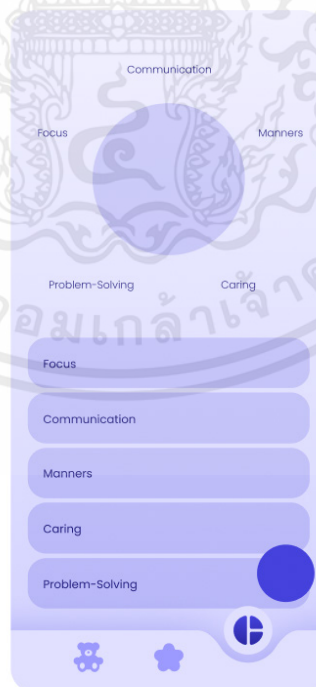 Communication
Focus
Manners
Problem-Solving
Caring
Focus
Communication
Manners
Caring
Problem-Solving